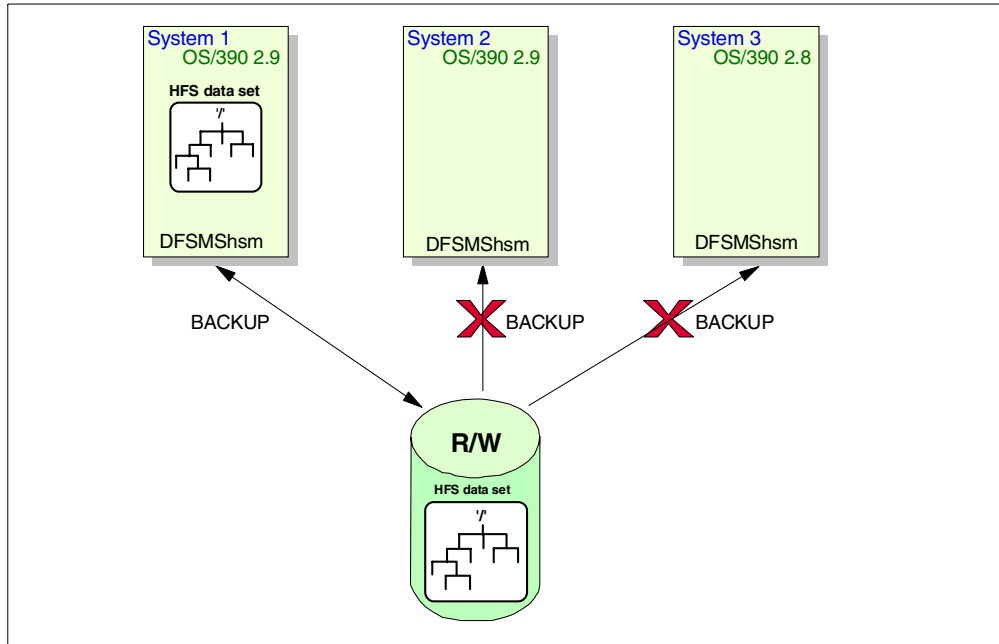 System 1
OS/390 2.9
HFS data set
'/'
DFSMShsm
System 2
OS/390 2.9
DFSMShsm
System 3
OS/390 2.8
DFSMShsm
BACKUP
BACKUP
BACKUP
R/W
HFS data set
'/'